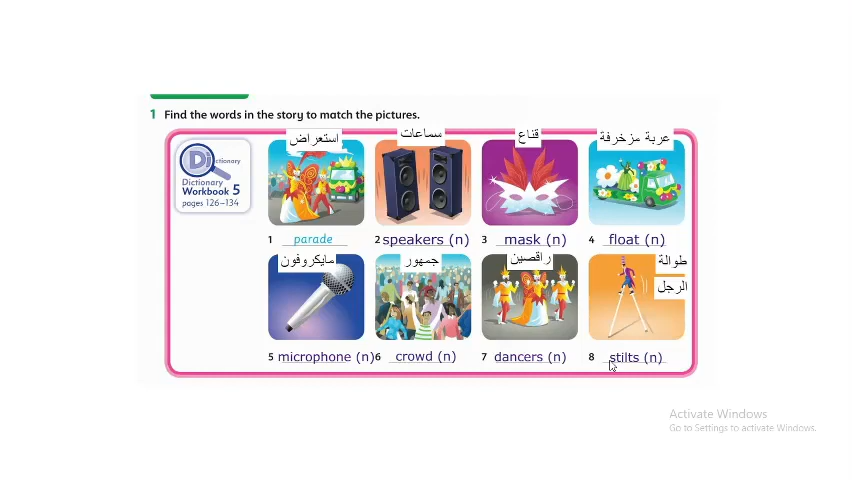 1 Find the words in the story to match the pictures.
Di ctionary
Dictionary
Workbook 5
pages 126–134
استعراض
سماعات
قناع
عربة مزخرفة
1 parade
2 speakers (n)
3 mask (n)
4 float (n)
مايكروفون
جمهور
راقصين
طوالة
الرجل
5 microphone (n)
6 crowd (n)
7 dancers (n)
8 stilts (n)
Activate Windows
Go to Settings to activate Windows.